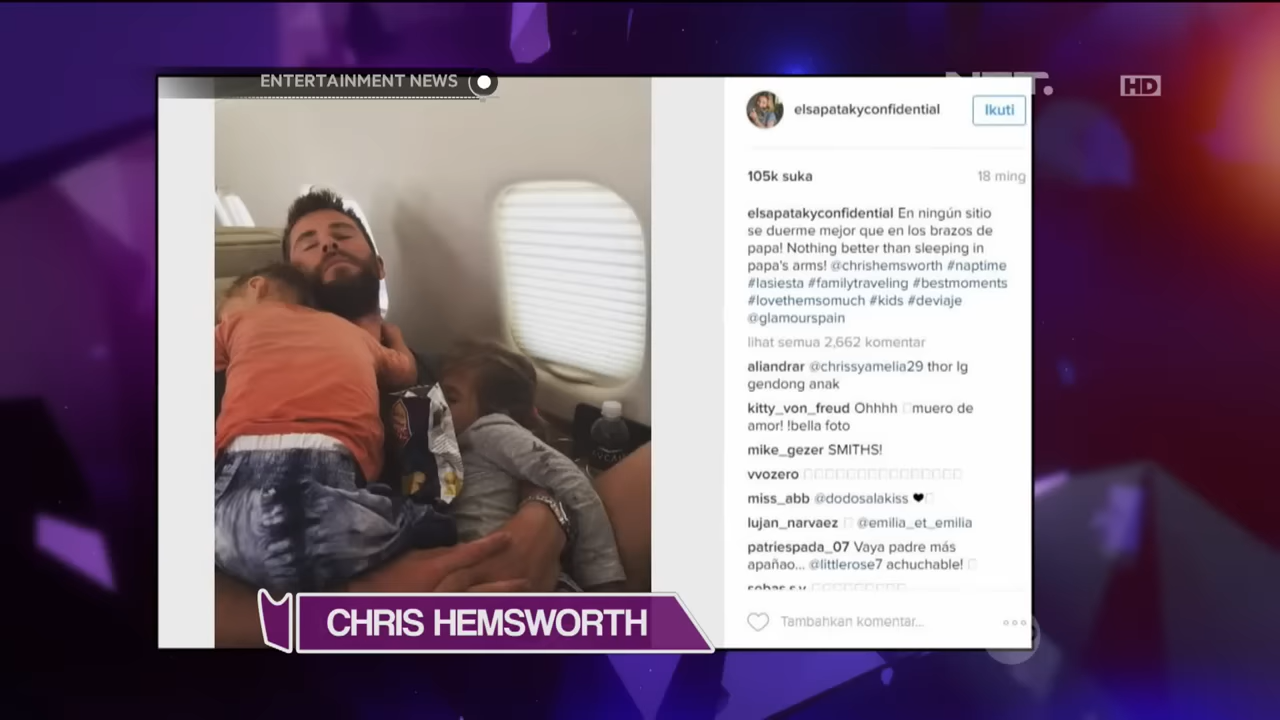 ENTERTAINMENT NEWS
HD
elsapatakyconfidential
Ikuti
105k suka
18 ming
elsapatakyconfidential En ningún sitio
se duerme mejor que en los brazos de
papa! Nothing better than sleeping in
papa's arms! @chrishemsworth #naptime
#lasiesta #familytraveling #bestmoments
#lovethemsomuch #kids #deviaje
@glamourspain
lihat semua 2,662 komentar
aliandrar @chrissyamelia29 thor lg
gendong anak
kitty_von_freud Ohhhh muero de
amor! !bella foto
mike_gezer SMITHS!
vvozero
miss_abb @dodosalakiss
lujan_narvaez @emilia_et_emilia
patriespada_07 Vaya padre más
apañao... @littlerose7 achuchable!
Tambahkan komentar...
CHRIS HEMSWORTH